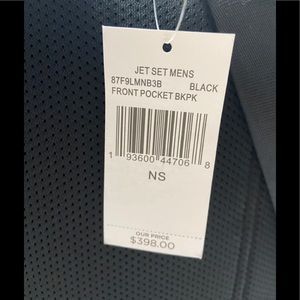 JET SET MENS
87F9LMNB3B BLACK
FRONT POCKET BKPK
1 93600 44706 8
NS
OUR PRICE
$398.00